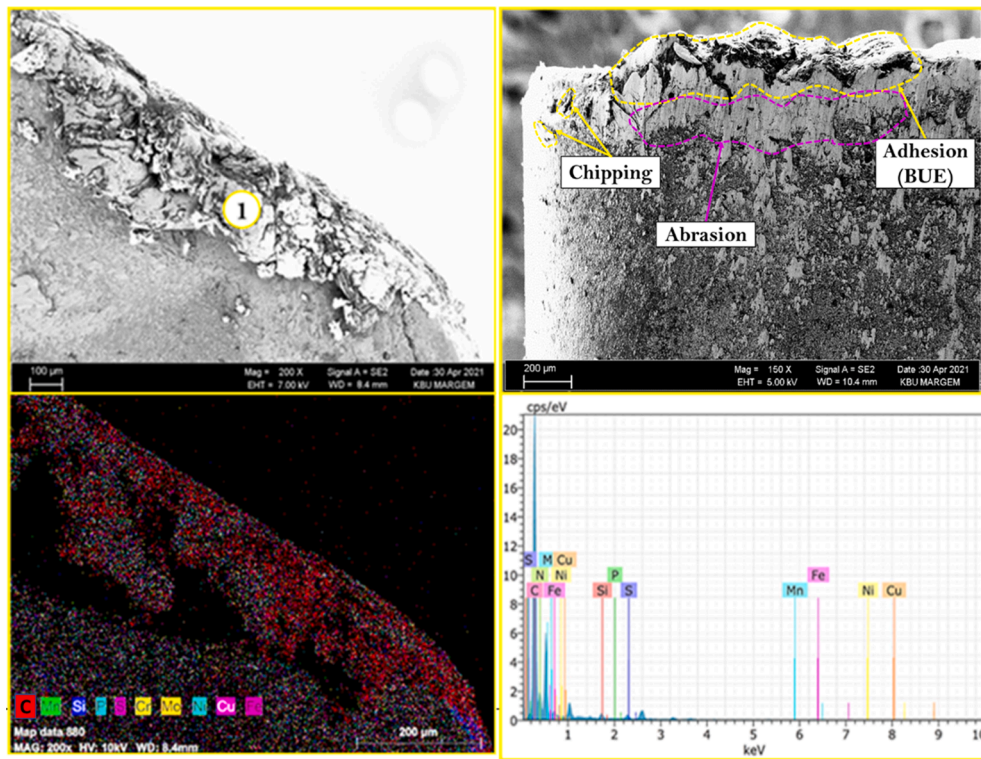 1
100 µm
Mag = 200 X Signal A = SE2 Date :30 Apr 2021
EHT = 7.00 kV WD = 8.4 mm KBU MARGEM
Chipping
Adhesion
(BUE)
Abrasion
200 µm
Mag = 150 X Signal A = SE2 Date :30 Apr 2021
EHT = 5.00 kV WD = 10.4 mm KBU MARGEM
C Mn Si P S Cr Mo Ni Cu Fe
Map data 880
MAG: 200x HV: 10kV WD: 8.4mm
200 µm
cps/eV
20
18
16
14
12
10
8
6
4
2
0
S M Cu
N Ni P Fe
C Fe Si S Mn Ni Cu
1 2 3 4 5 6 7 8 9 10
keV